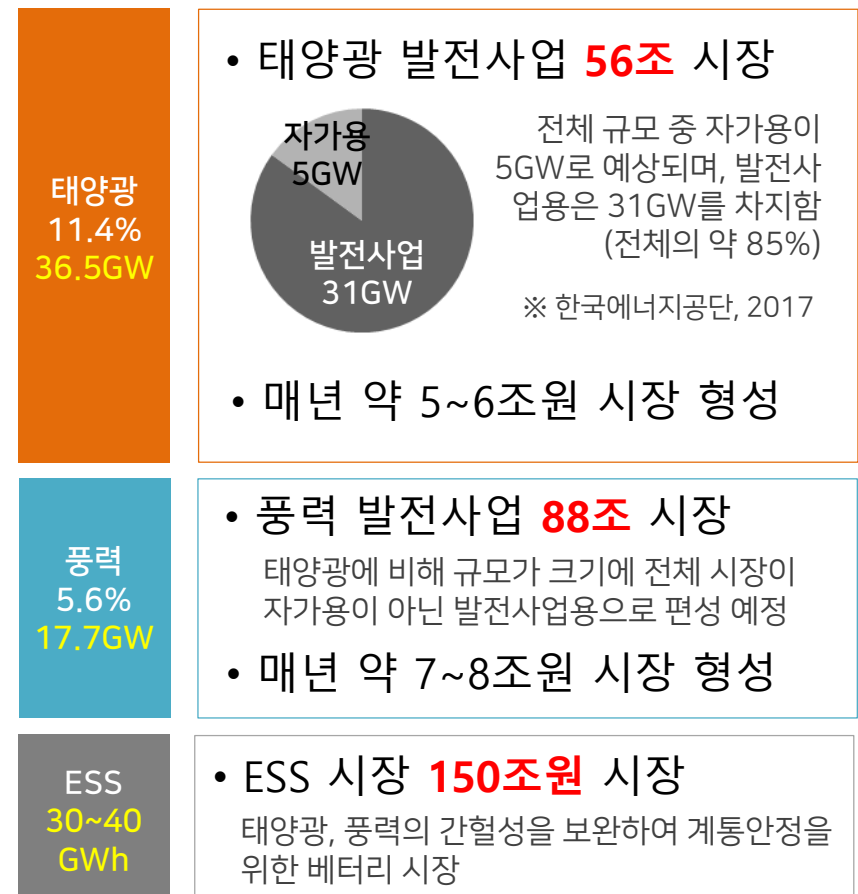 태양광
11.4%
36.5GW
• 태양광 발전사업 56조 시장
자가용
5GW
발전사업
31GW
전체 규모 중 자가용이
5GW로 예상되며, 발전사
업용은 31GW를 차지함
(전체의 약 85%)
※ 한국에너지공단, 2017
• 매년 약 5~6조원 시장 형성
풍력
5.6%
17.7GW
• 풍력 발전사업 88조 시장
태양광에 비해 규모가 크기에 전체 시장이
자가용이 아닌 발전사업용으로 편성 예정
• 매년 약 7~8조원 시장 형성
ESS
30~40
GWh
• ESS 시장 150조원 시장
태양광, 풍력의 간헐성을 보완하여 계통안정을
위한 베터리 시장